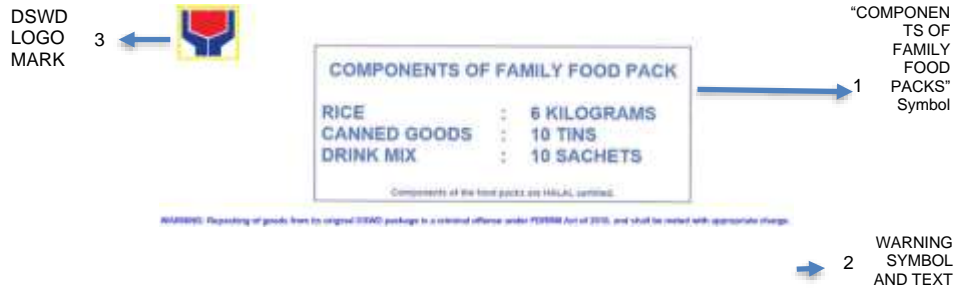 DSWD
LOGO
MARK
3
"COMPONEN
TS OF
FAMILY
FOOD
PACKS"
Symbol
1
COMPONENTS OF FAMILY FOOD PACK
RICE : 6 KILOGRAMS
CANNED GOODS : 10 TINS
DRINK MIX : 10 SACHETS
Components of the food packs are HALAL certified.
WARNING: Repacking of goods from its original DSWD package is a criminal offense under PDRRM Act of 2010, and shall be meted with appropriate charge.
2
WARNING
SYMBOL
AND TEXT